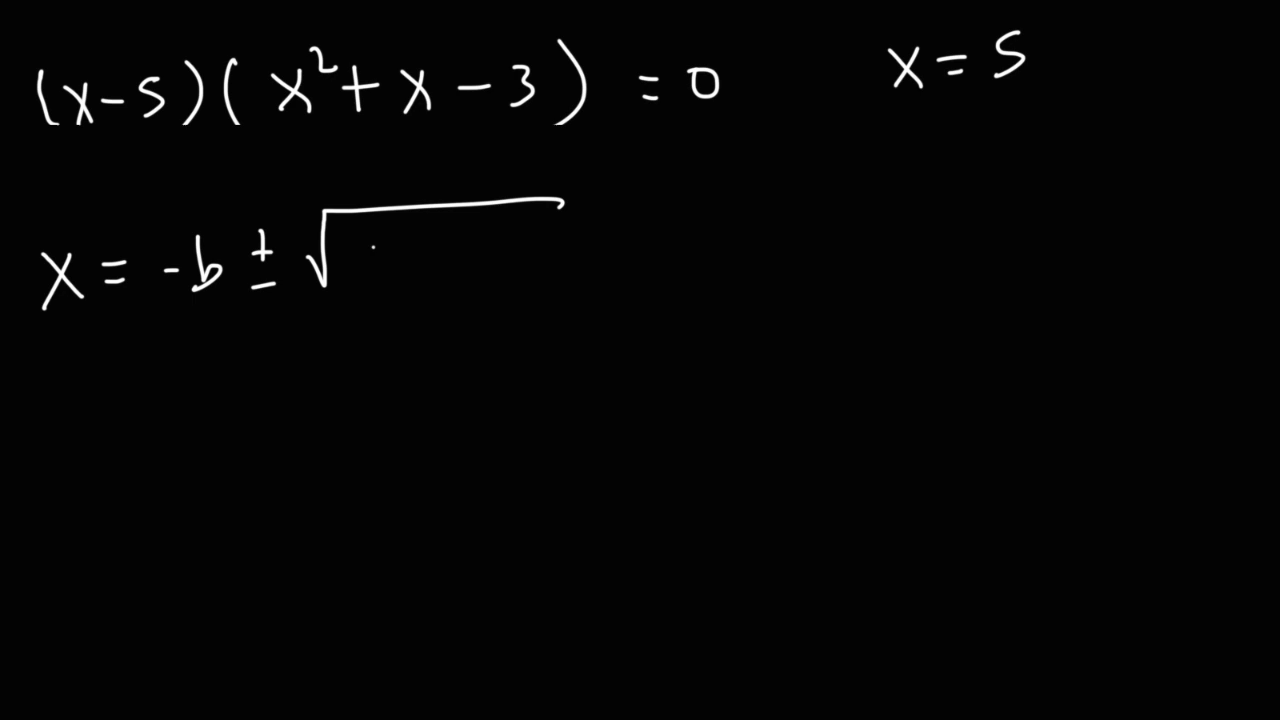 (x-5)(x²+x-3) = 0 x = 5
x = -b ± √